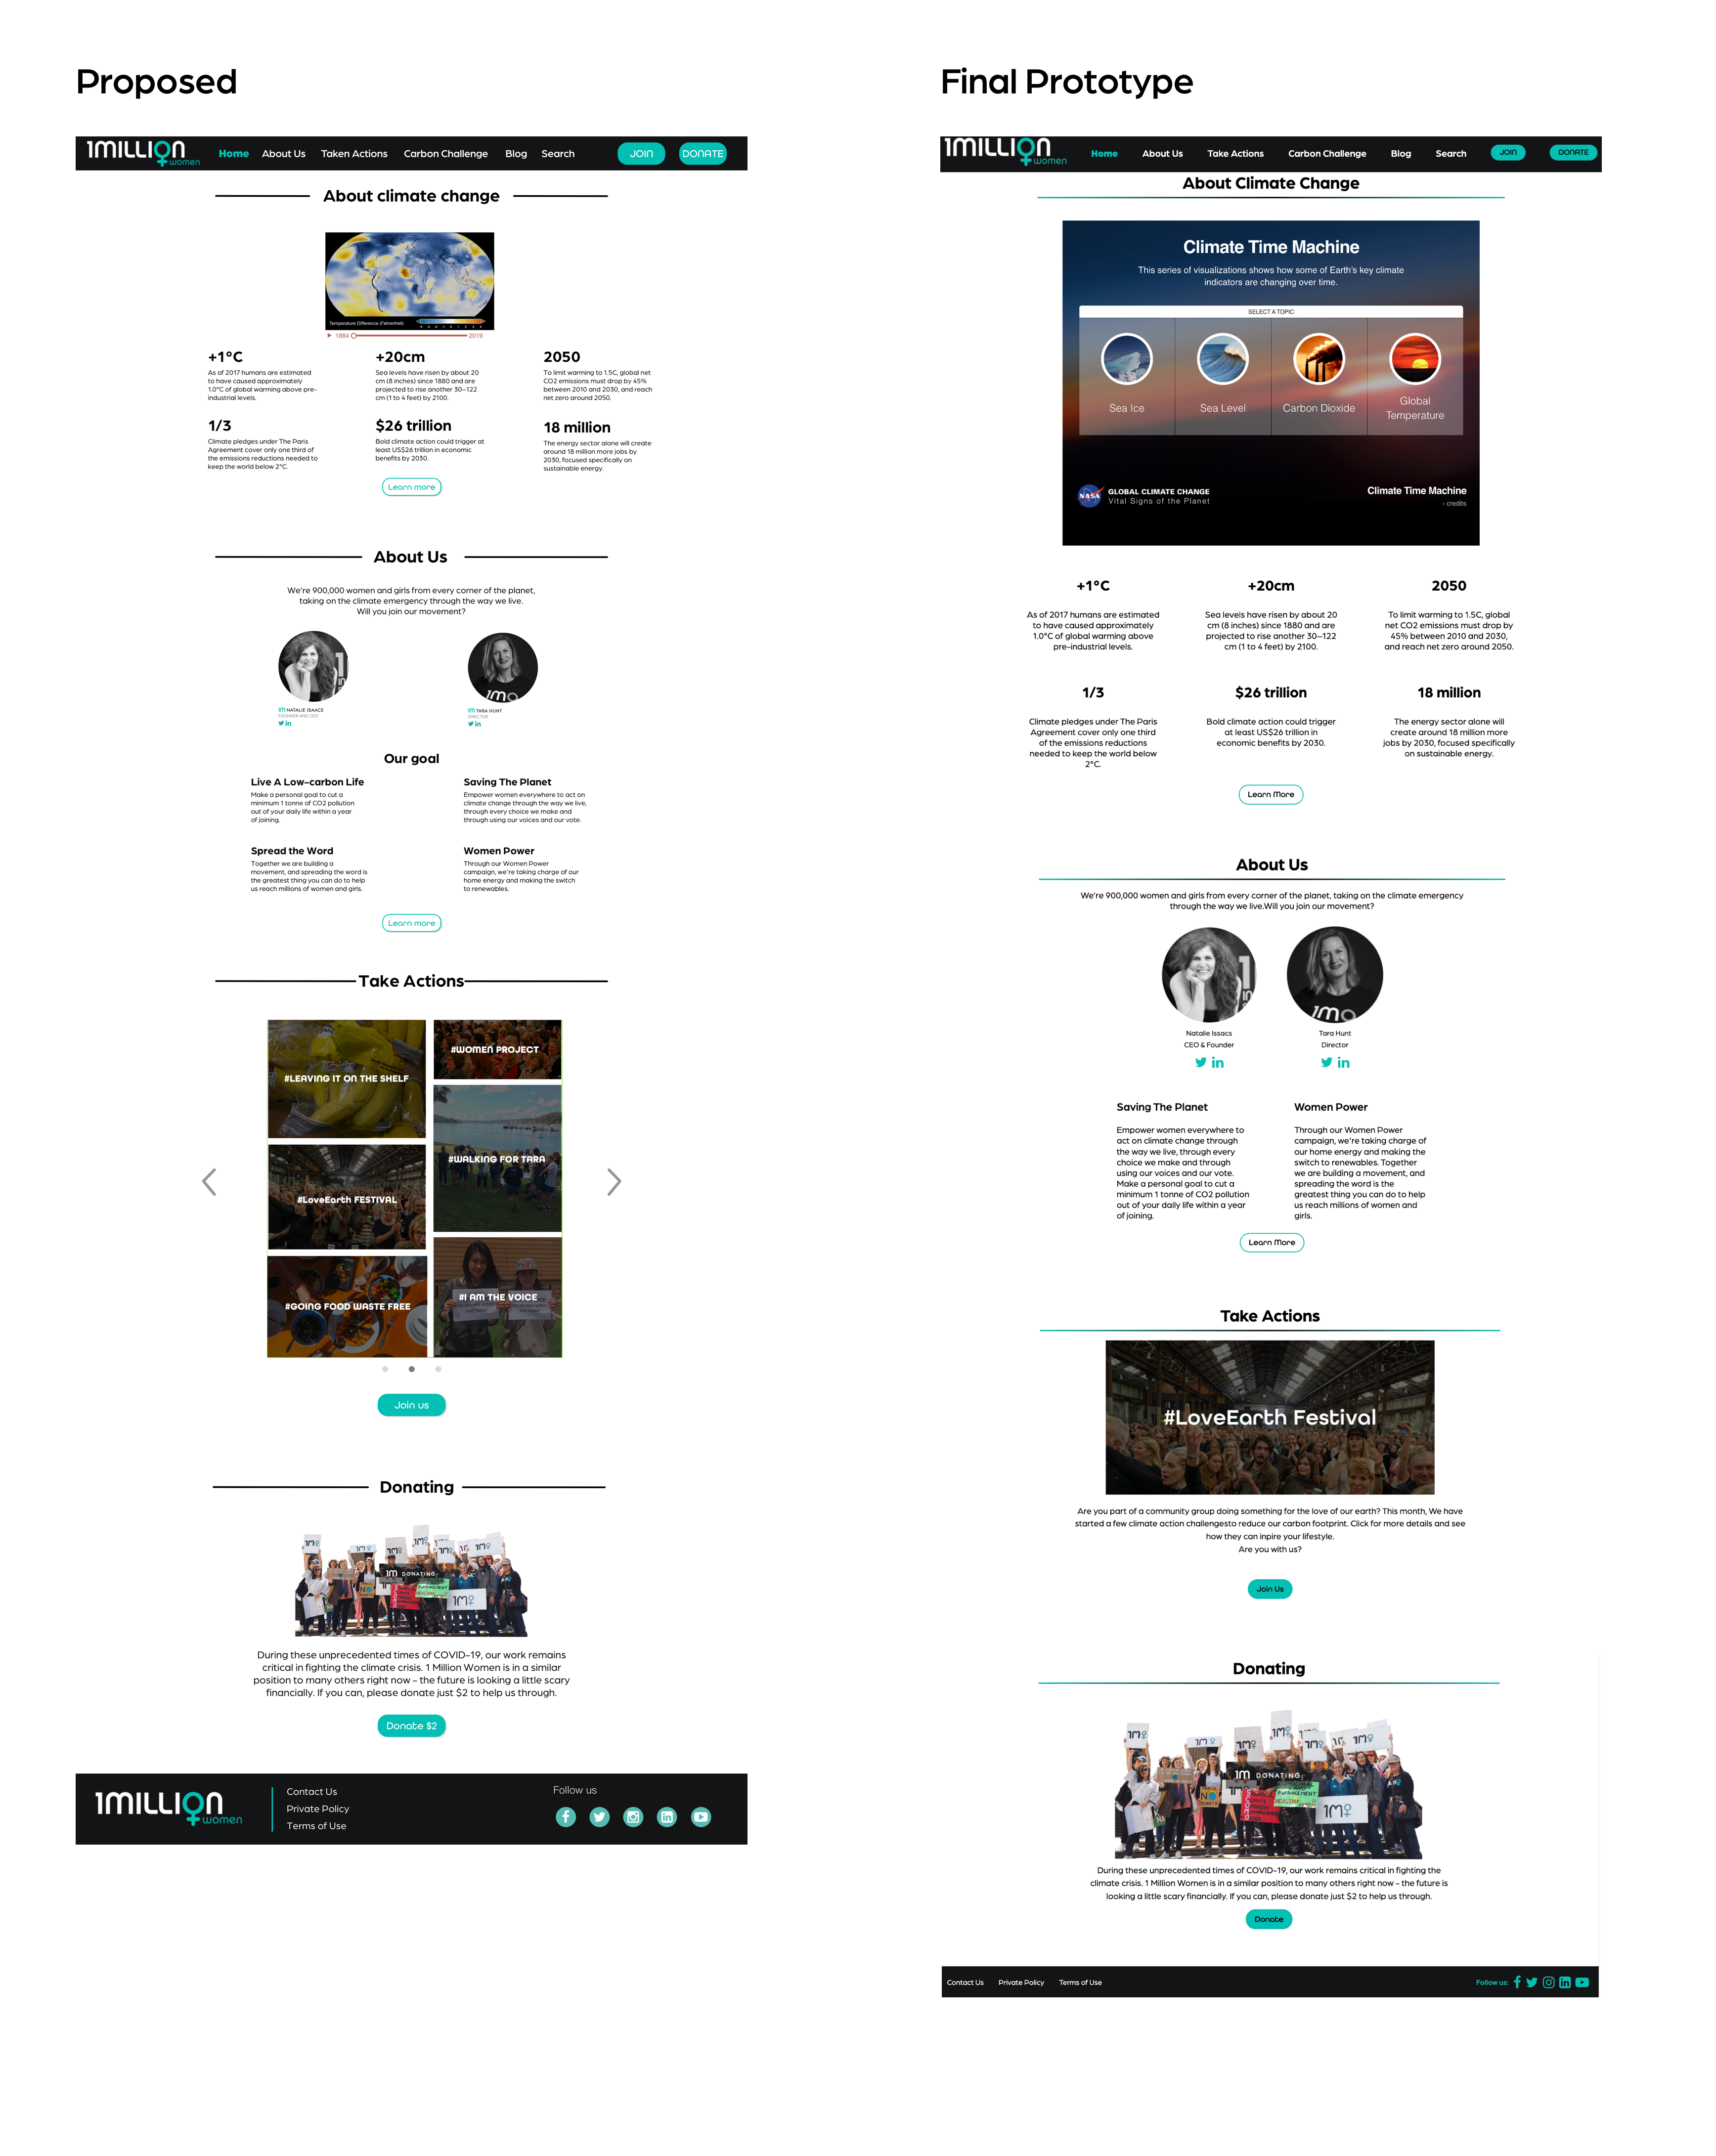 Proposed
1MILLION
women
Home About Us Taken Actions Carbon Challenge Blog Search JOIN DONATE
About climate change
Temperature Difference (Fahrenheit)
1884 2019
+1°C
As of 2017 humans are estimated
to have caused approximately
1.0°C of global warming above pre-
industrial levels.
+20cm
Sea levels have risen by about 20
cm (8 inches) since 1880 and are
projected to rise another 30–122
cm (1 to 4 feet) by 2100.
2050
To limit warming to 1.5C, global net
CO2 emissions must drop by 45%
between 2010 and 2030, and reach
net zero around 2050.
1/3
Climate pledges under The Paris
Agreement cover only one third of
the emissions reductions needed to
keep the world below 2°C.
$26 trillion
Bold climate action could trigger at
least US$26 trillion in economic
benefits by 2030.
18 million
The energy sector alone will create
around 18 million more jobs by
2030, focused specifically on
sustainable energy.
Learn more
About Us
We're 900,000 women and girls from every corner of the planet,
taking on the climate emergency through the way we live.
Will you join our movement?
1M NATALIE ISAACS
FOUNDER AND CEO
1M TARA HUNT
DIRECTOR
Our goal
Live A Low-carbon Life
Make a personal goal to cut a
minimum 1 tonne of CO2 pollution
out of your daily life within a year
of joining.
Saving The Planet
Empower women everywhere to act on
climate change through the way we live,
through every choice we make and
through using our voices and our vote.
Spread the Word
Together we are building a
movement, and spreading the word is
the greatest thing you can do to help
us reach millions of women and girls.
Women Power
Through our Women Power
campaign, we're taking charge of our
home energy and making the switch
to renewables.
Learn more
Take Actions
#LEAVING IT ON THE SHELF
#WOMEN PROJECT
#WALKING FOR TARA
#LoveEarth FESTIVAL
#GOING FOOD WASTE FREE
#I AM THE VOICE
Join us
Donating
1M DONATING
During these unprecedented times of COVID-19, our work remains
critical in fighting the climate crisis. 1 Million Women is in a similar
position to many others right now - the future is looking a little scary
financially. If you can, please donate just $2 to help us through.
Donate $2
1MILLION
women
Contact Us
Private Policy
Terms of Use
Follow us
Final Prototype
1MILLION
women
Home About Us Take Actions Carbon Challenge Blog Search JOIN DONATE
About Climate Change
Climate Time Machine
This series of visualizations shows how some of Earth's key climate
indicators are changing over time.
SELECT A TOPIC
Sea Ice
Sea Level
Carbon Dioxide
Global
Temperature
NASA
GLOBAL CLIMATE CHANGE
Vital Signs of the Planet
Climate Time Machine
- credits
+1°C
As of 2017 humans are estimated
to have caused approximately
1.0°C of global warming above
pre-industrial levels.
+20cm
Sea levels have risen by about 20
cm (8 inches) since 1880 and are
projected to rise another 30–122
cm (1 to 4 feet) by 2100.
2050
To limit warming to 1.5C, global
net CO2 emissions must drop by
45% between 2010 and 2030,
and reach net zero around 2050.
1/3
Climate pledges under The Paris
Agreement cover only one third
of the emissions reductions
needed to keep the world below
2°C.
$26 trillion
Bold climate action could trigger
at least US$26 trillion in
economic benefits by 2030.
18 million
The energy sector alone will
create around 18 million more
jobs by 2030, focused specifically
on sustainable energy.
Learn More
About Us
We're 900,000 women and girls from every corner of the planet, taking on the climate emergency
through the way we live.Will you join our movement?
Natalie Issacs
CEO & Founder
Tara Hunt
Director
Saving The Planet
Empower women everywhere to
act on climate change through
the way we live, through every
choice we make and through
using our voices and our vote.
Make a personal goal to cut a
minimum 1 tonne of CO2 pollution
out of your daily life within a year
of joining.
Women Power
Through our Women Power
campaign, we're taking charge of
our home energy and making the
switch to renewables. Together
we are building a movement, and
spreading the word is the
greatest thing you can do to help
us reach millions of women and
girls.
Learn More
Take Actions
#LoveEarth Festival
Are you part of a community group doing something for the love of our earth? This month, We have
started a few climate action challengesto reduce our carbon footprint. Click for more details and see
how they can inpire your lifestyle.
Are you with us?
Join Us
Donating
1M DONATING
During these unprecedented times of COVID-19, our work remains critical in fighting the
climate crisis. 1 Million Women is in a similar position to many others right now - the future is
looking a little scary financially. If you can, please donate just $2 to help us through.
Donate
Contact Us Private Policy Terms of Use Follow us: